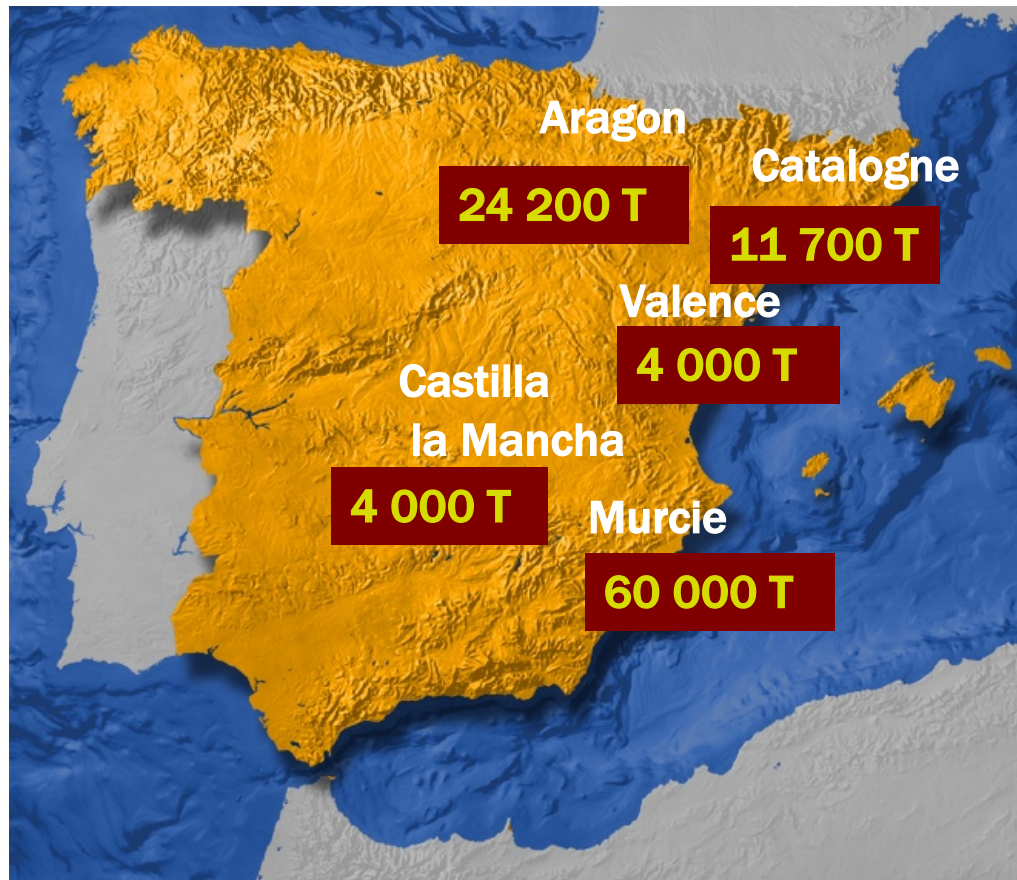 Aragon
24 200 T
Catalogne
11 700 T
Valence
4 000 T
Castilla
la Mancha
4 000 T
Murcie
60 000 T